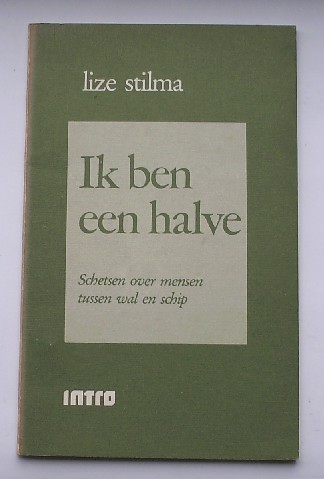 lize stilma
Ik ben
een halve
Schetsen over mensen
tussen wal en schip
INTRO